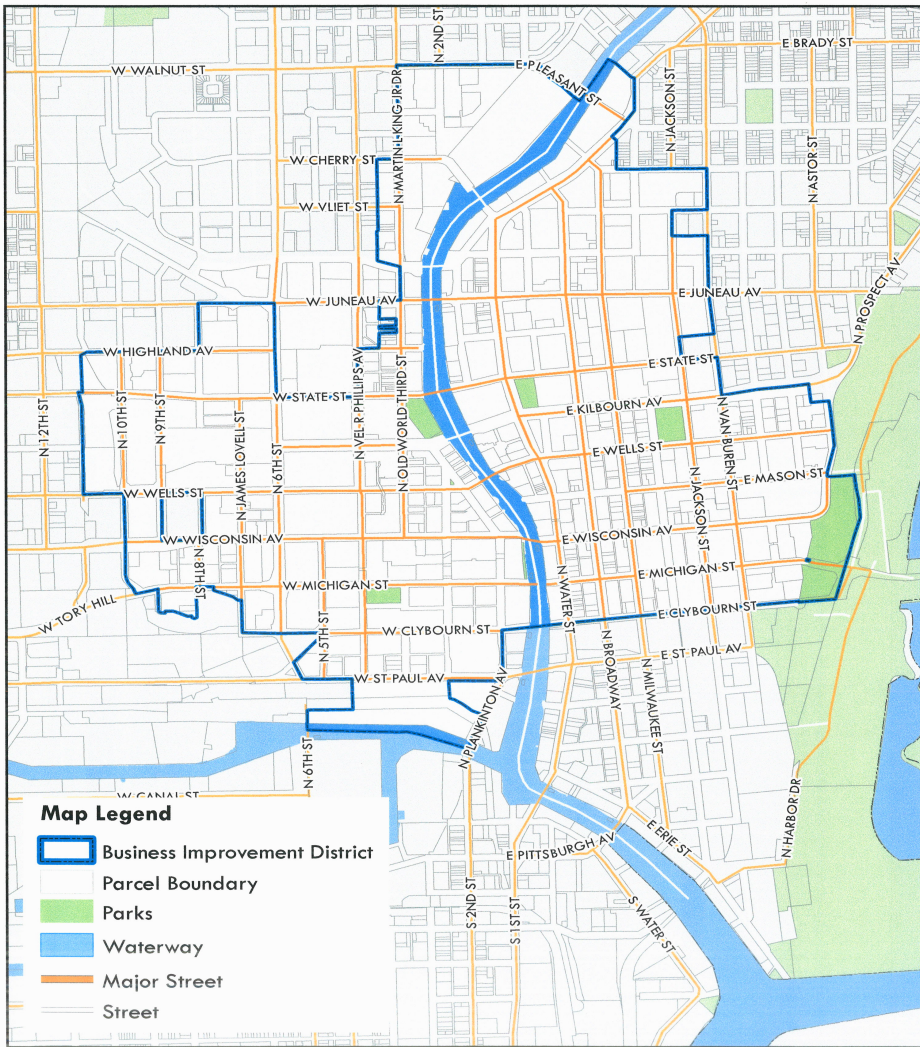 N 2ND ST
E BRADY ST
W WALNUT ST
E PLEASANT ST
N JACKSON ST
N MARTIN L KING JR DR
N ASTOR ST
W CHERRY ST
W VLIET ST
E JUNEAU AV
W JUNEAU AV
N PROSPECT AV
W HIGHLAND AV
E STATE ST
W STATE ST
N VEL R PHILLIPS AV
N OLD WORLD THIRD ST
E KILBOURN AV
N 12TH ST
N 10TH ST
N 9TH ST
N JAMES LOVELL ST
N 6TH ST
N VAN BUREN ST
E WELLS ST
E MASON ST
W WELLS ST
N JACKSON ST
W WISCONSIN AV
E WISCONSIN AV
N 8TH ST
W MICHIGAN ST
E MICHIGAN ST
N WATER ST
W TORY HILL
E CLYBOURN ST
W CLYBOURN ST
N 5TH ST
E ST PAUL AV
N BROADWAY
N MILWAUKEE ST
W ST PAUL AV
N PLANKINTON AV
N 6TH ST
W CANAL ST
N HARBOR DR
E ERIE ST
E PITTSBURGH AV
S 2ND ST
S 1ST ST
S WATER ST
Map Legend
Business Improvement District
Parcel Boundary
Parks
Waterway
Major Street
Street